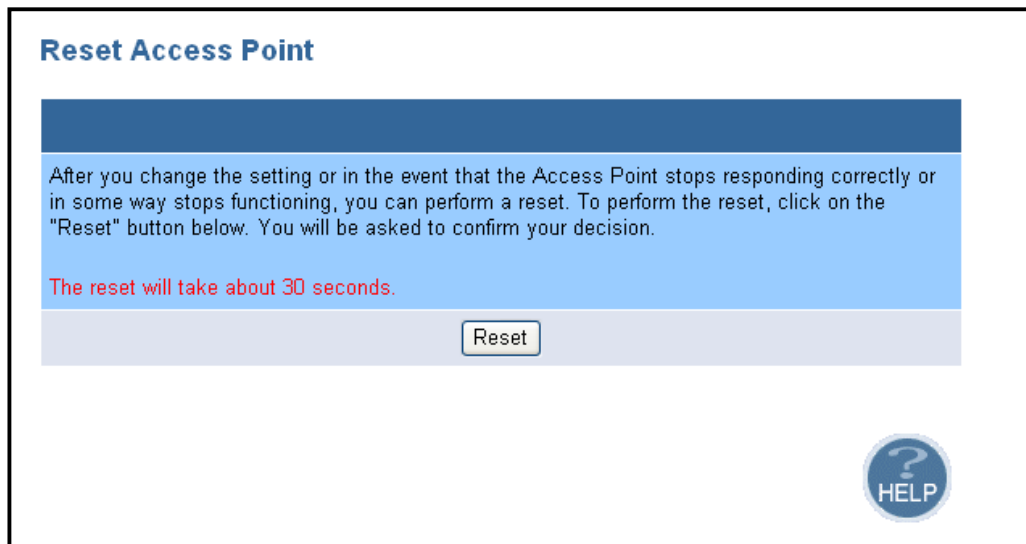 Reset Access Point
After you change the setting or in the event that the Access Point stops responding correctly or
in some way stops functioning, you can perform a reset. To perform the reset, click on the
"Reset" button below. You will be asked to confirm your decision.
The reset will take about 30 seconds.
Reset
?
HELP